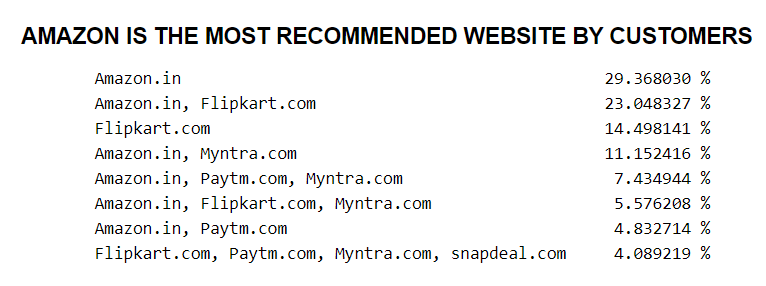 AMAZON IS THE MOST RECOMMENDED WEBSITE BY CUSTOMERS
Amazon.in 29.368030 %
Amazon.in, Flipkart.com 23.048327 %
Flipkart.com 14.498141 %
Amazon.in, Myntra.com 11.152416 %
Amazon.in, Paytm.com, Myntra.com 7.434944 %
Amazon.in, Flipkart.com, Myntra.com 5.576208 %
Amazon.in, Paytm.com 4.832714 %
Flipkart.com, Paytm.com, Myntra.com, snapdeal.com 4.089219 %